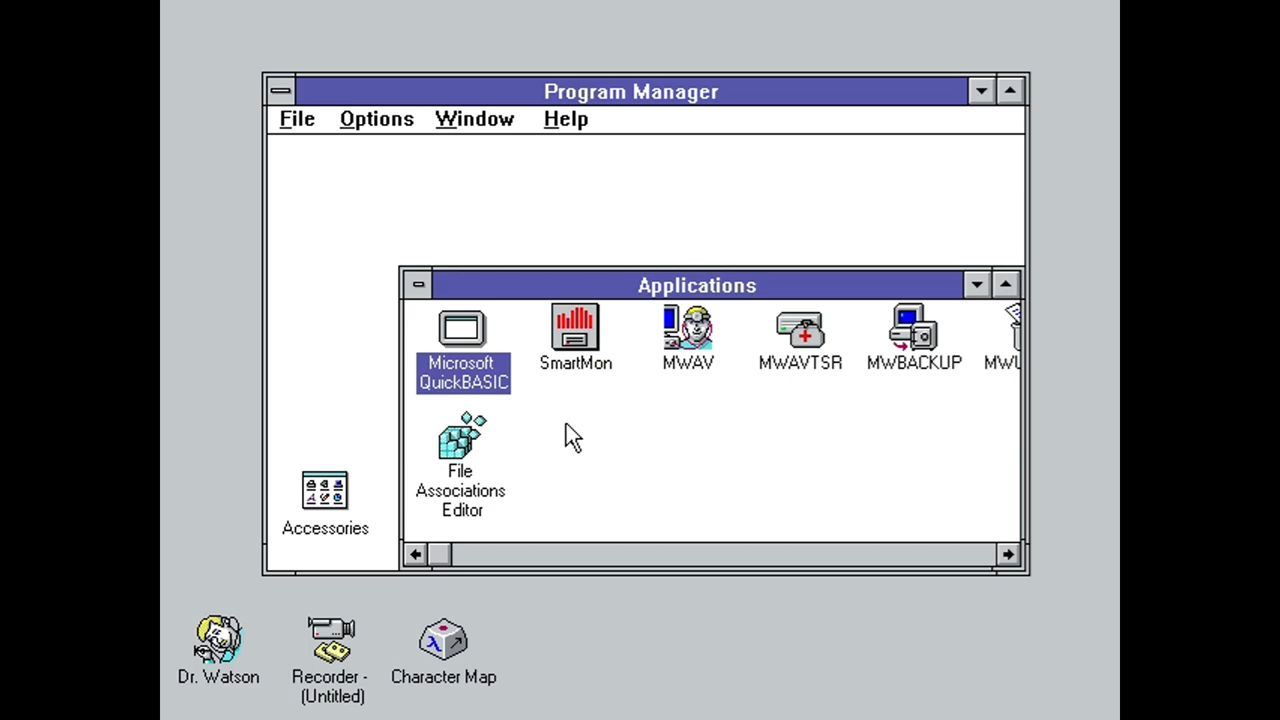 Program Manager
File Options Window Help
Applications
Microsoft
QuickBASIC
SmartMon
MWAV
MWAVTSR
MWBACKUP
File
Associations
Editor
Accessories
Dr. Watson
Recorder -
(Untitled)
Character Map